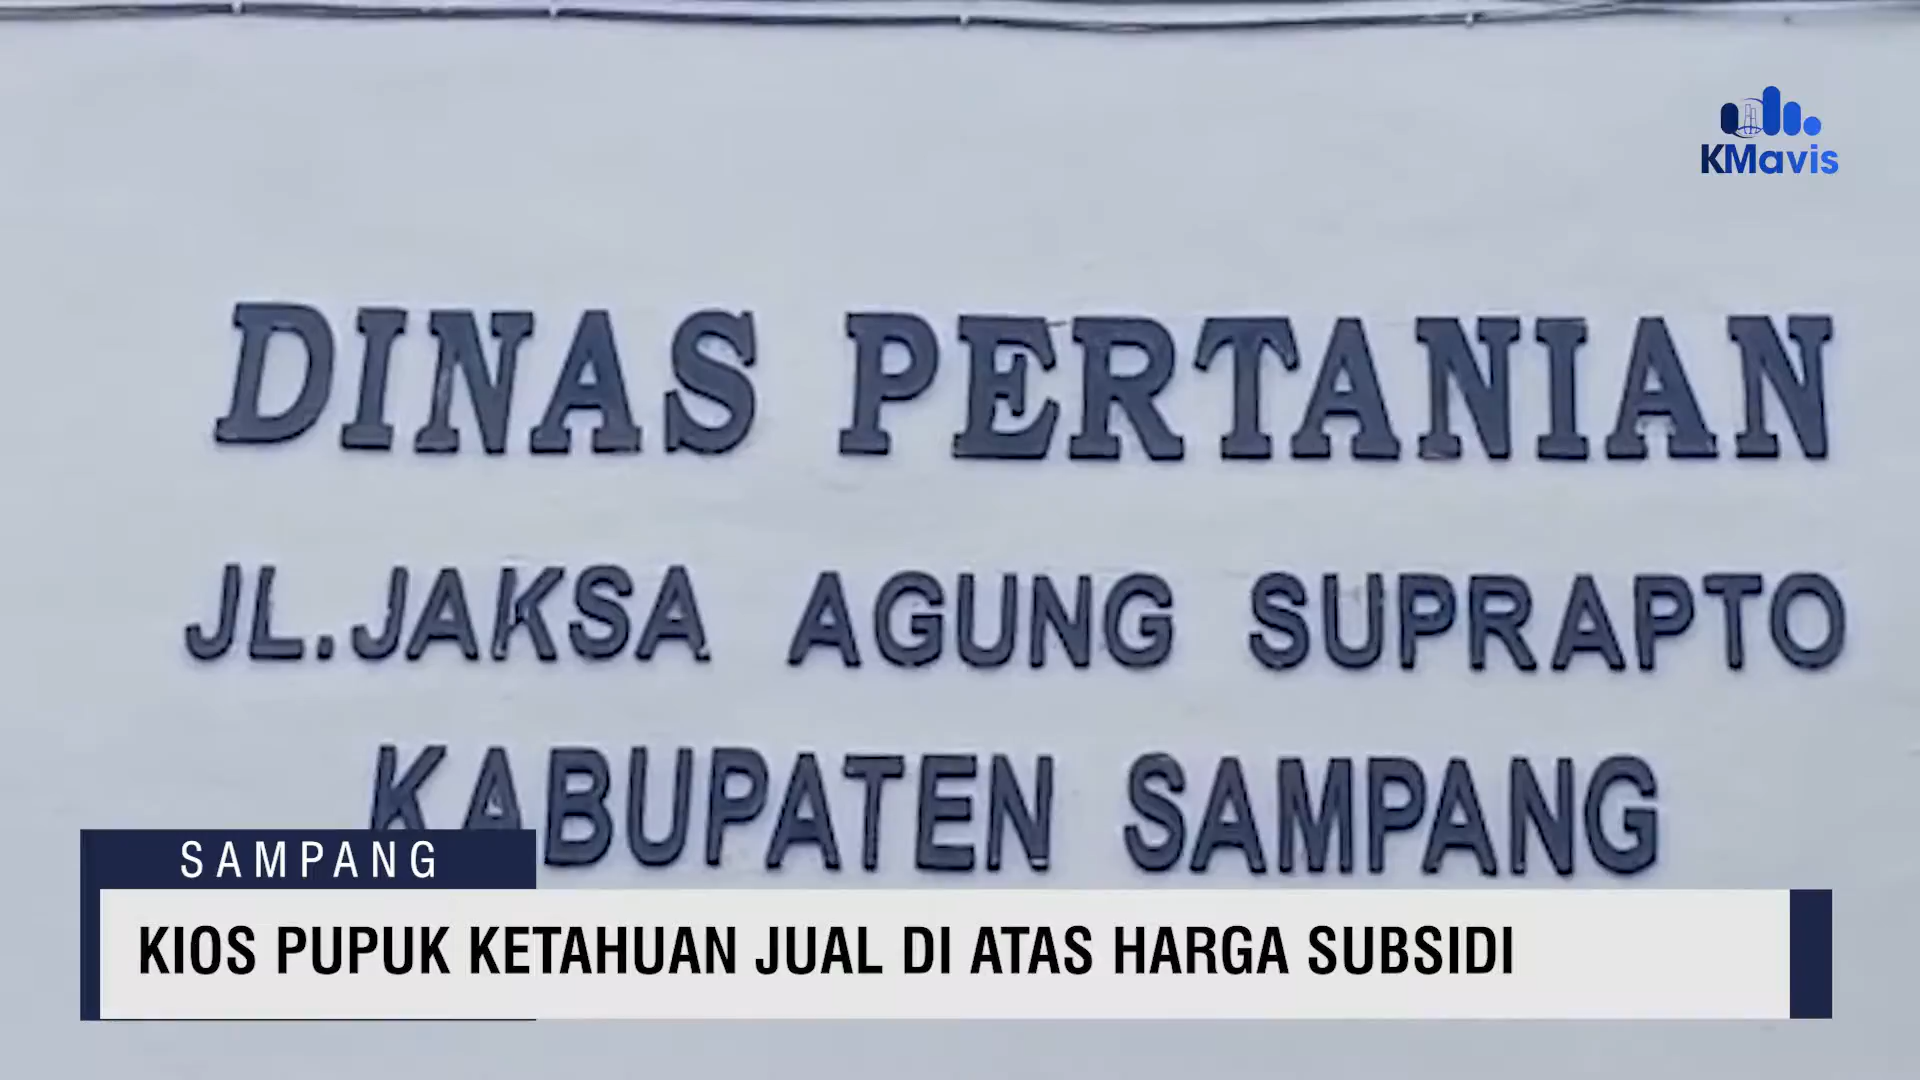 KMavis
DINAS PERTANIAN
JL.JAKSA AGUNG SUPRAPTO
KABUPATEN SAMPANG
SAMPANG
KIOS PUPUK KETAHUAN JUAL DI ATAS HARGA SUBSIDI